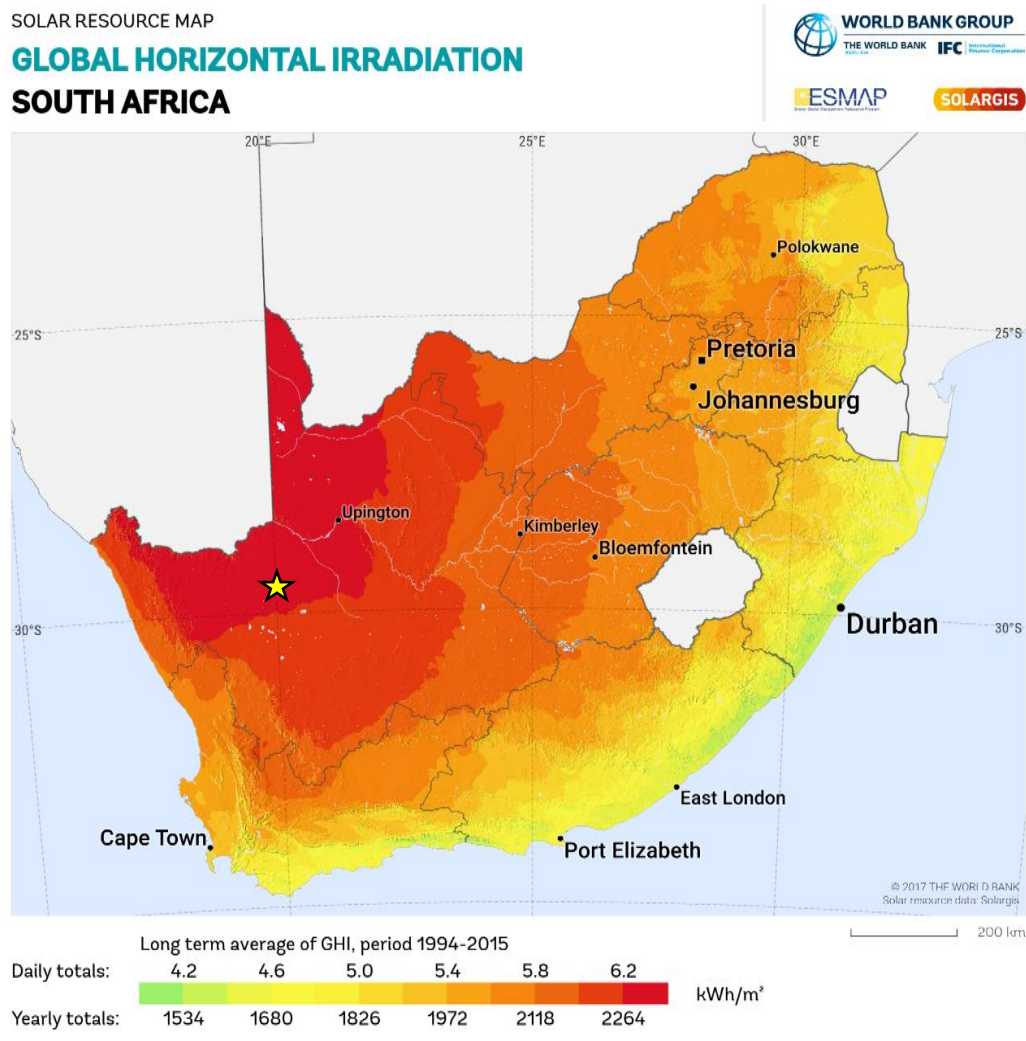 SOLAR RESOURCE MAP
GLOBAL HORIZONTAL IRRADIATION
SOUTH AFRICA
WORLD BANK GROUP
THE WORLD BANK
IFC
International
Finance Corporation
ESMAP
SOLARGIS
20°E
25°E
30°E
Polokwane
25°S
25°S
Pretoria
Johannesburg
Upington
Kimberley
Bloemfontein
30°S
30°S
Durban
East London
Cape Town
Port Elizabeth
© 2017 THE WORLD BANK
Solar resource data: Solargis
200 km
Long term average of GHI, period 1994-2015
Daily totals: 4.2 4.6 5.0 5.4 5.8 6.2
kWh/m²
Yearly totals: 1534 1680 1826 1972 2118 2264